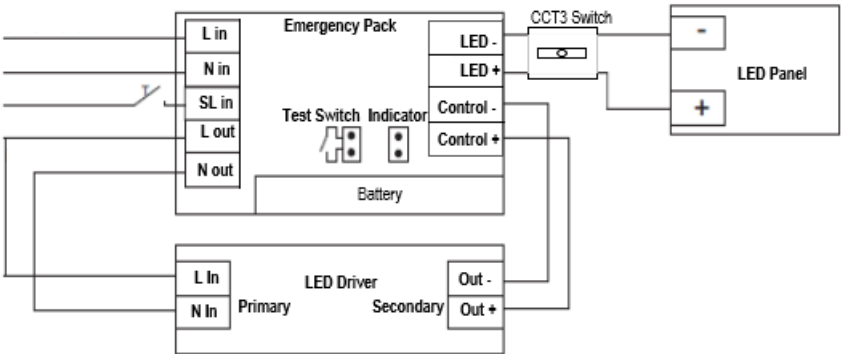 CCT3 Switch
L in
Emergency Pack
LED -
-
N in
LED +
LED Panel
SL in
Control -
+
Test Switch Indicator
L out
Control +
N out
Battery
L In
LED Driver
Out -
N In
Primary
Secondary
Out +